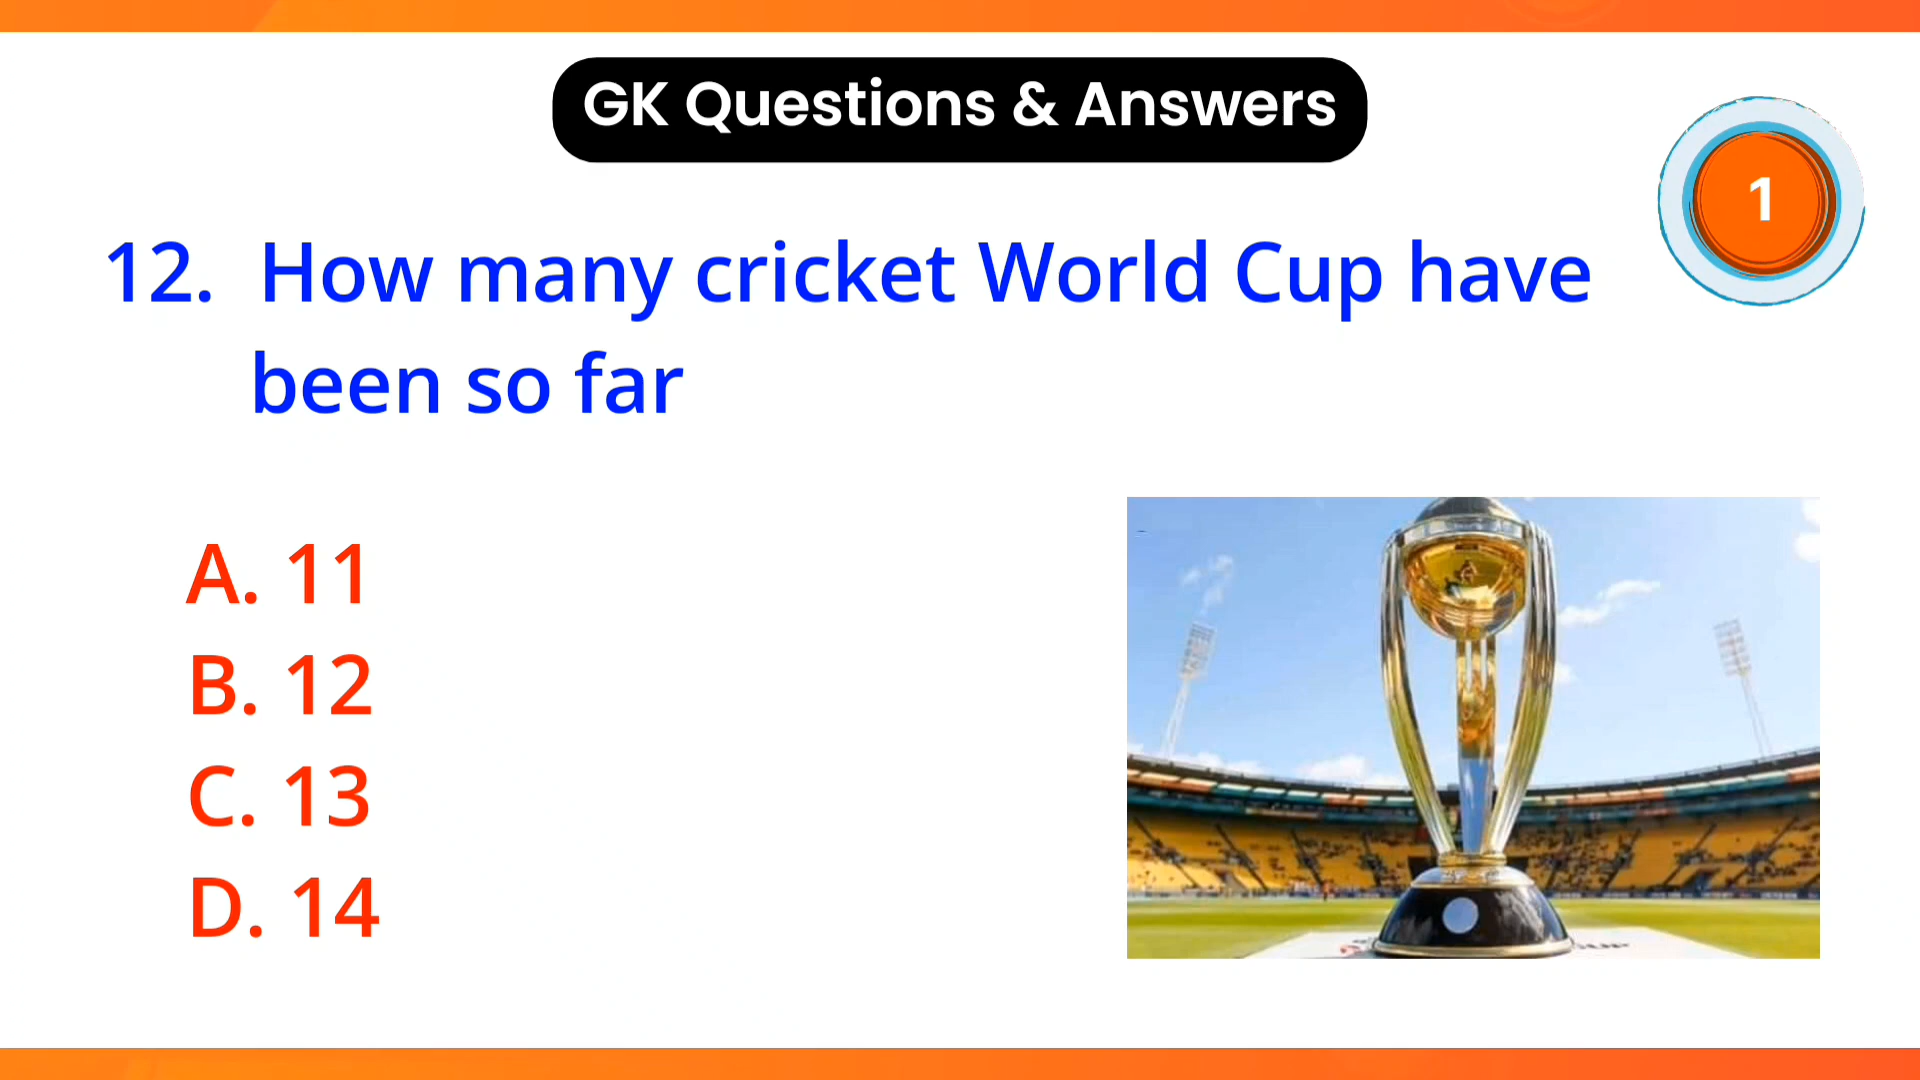 GK Questions & Answers
1
12. How many cricket World Cup have
been so far
A. 11
B. 12
C. 13
D. 14